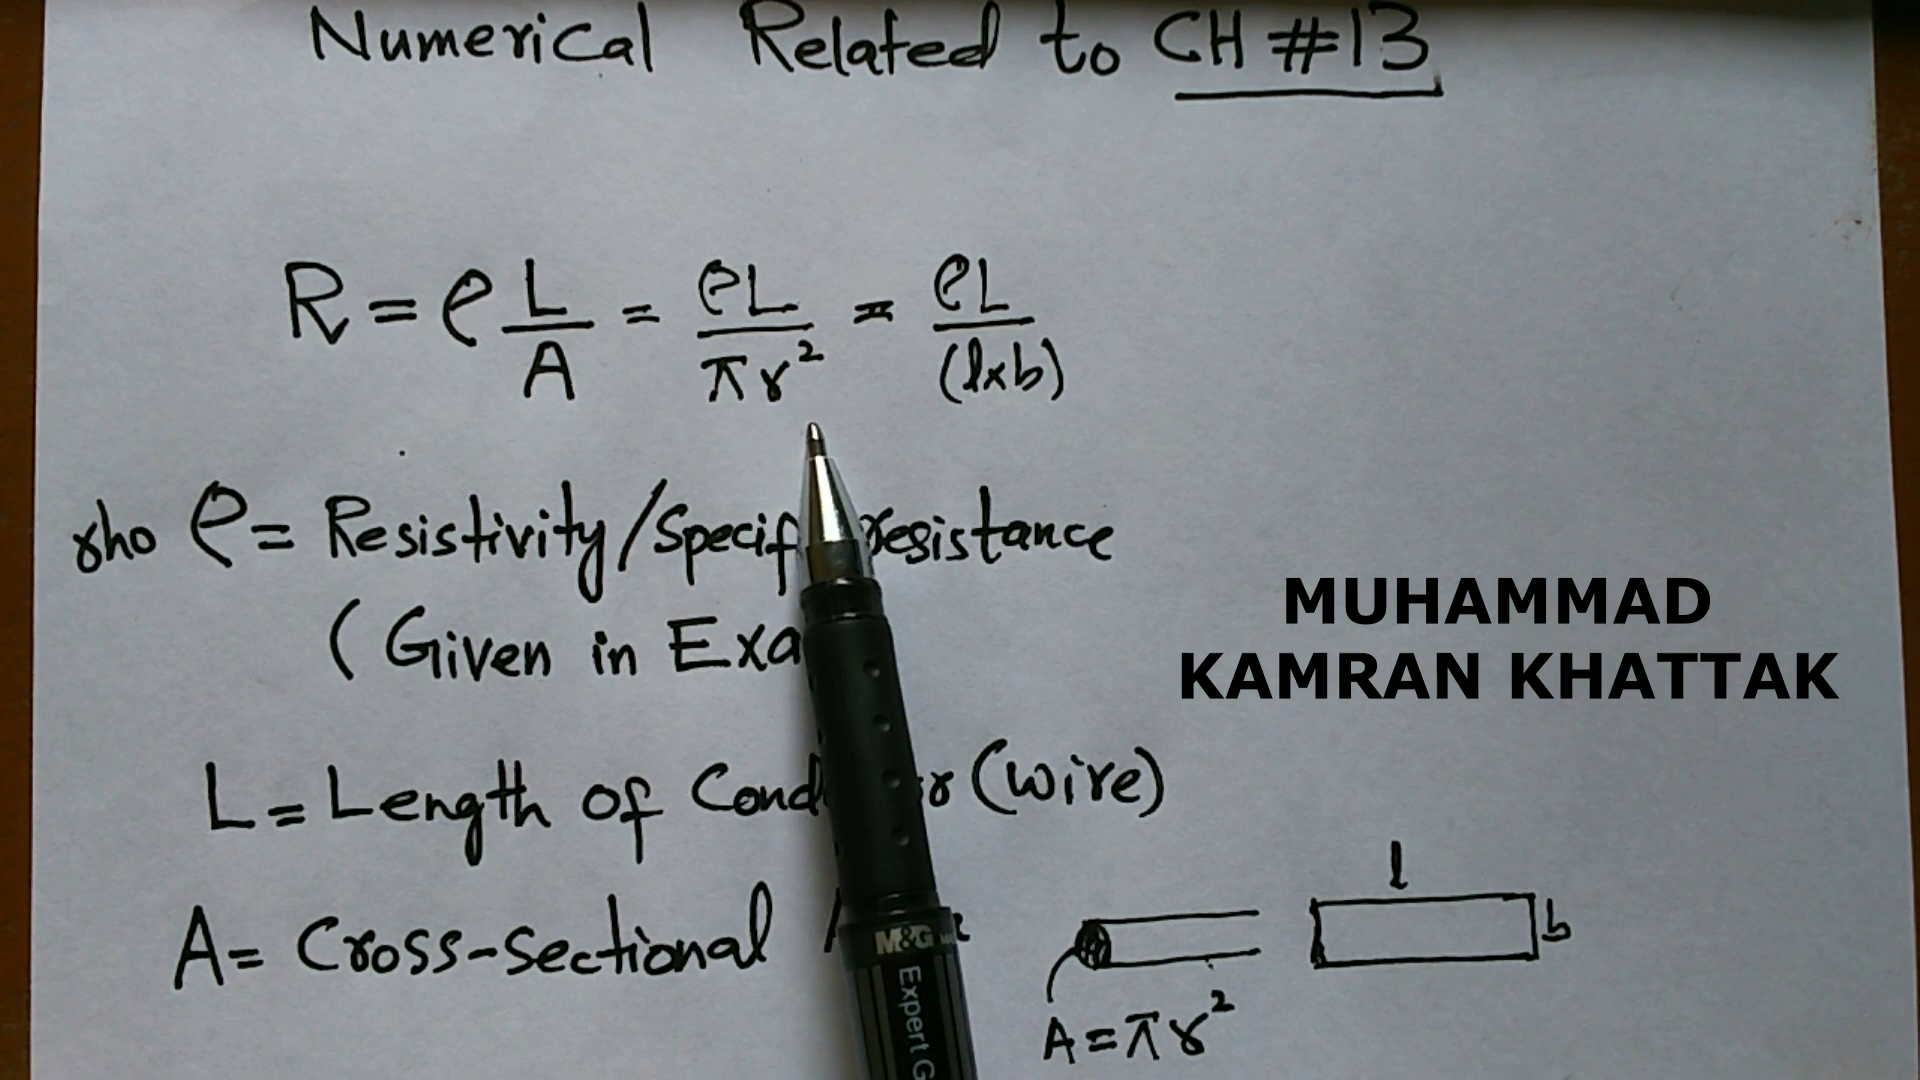 Numerical Related to CH #13
R = ρ L/A = ρL/πr² = ρL/(l×b)
rho ρ = Resistivity/Specif resistance
(Given in Exa
MUHAMMAD
KAMRAN KHATTAK
L = Length of Cond r (wire)
l
b
A = Cross-sectional
M&G
Expert G
A = πr²